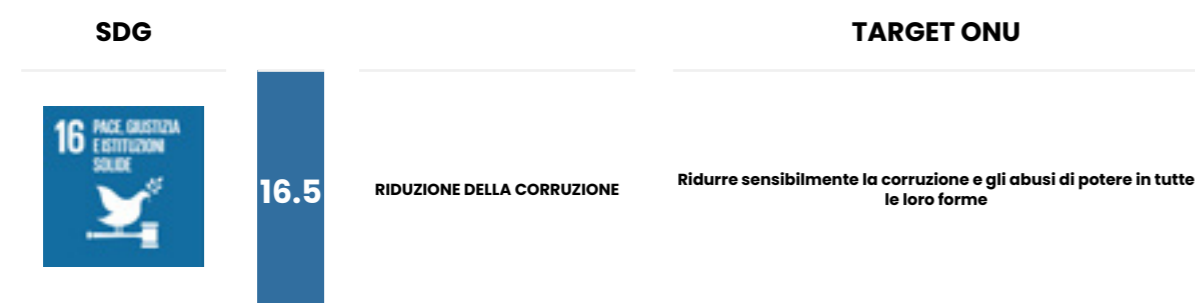 SDG
TARGET ONU
16 PACE, GIUSTIZIA
E ISTITUZIONI
SOLIDE
16.5
RIDUZIONE DELLA CORRUZIONE
Ridurre sensibilmente la corruzione e gli abusi di potere in tutte
le loro forme